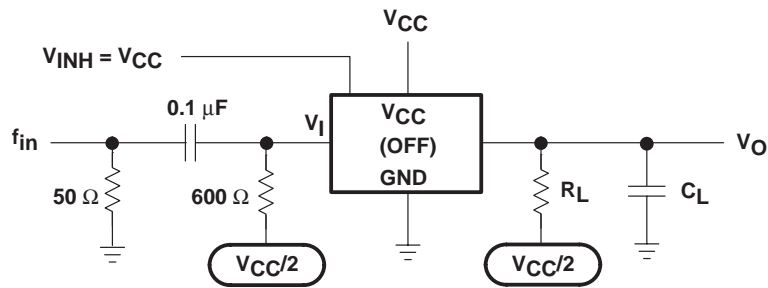 VCC
VINH = VCC
0.1 μF
fin
VI
VCC
(OFF)
GND
VO
50 Ω
600 Ω
RL
CL
VCC/2
VCC/2